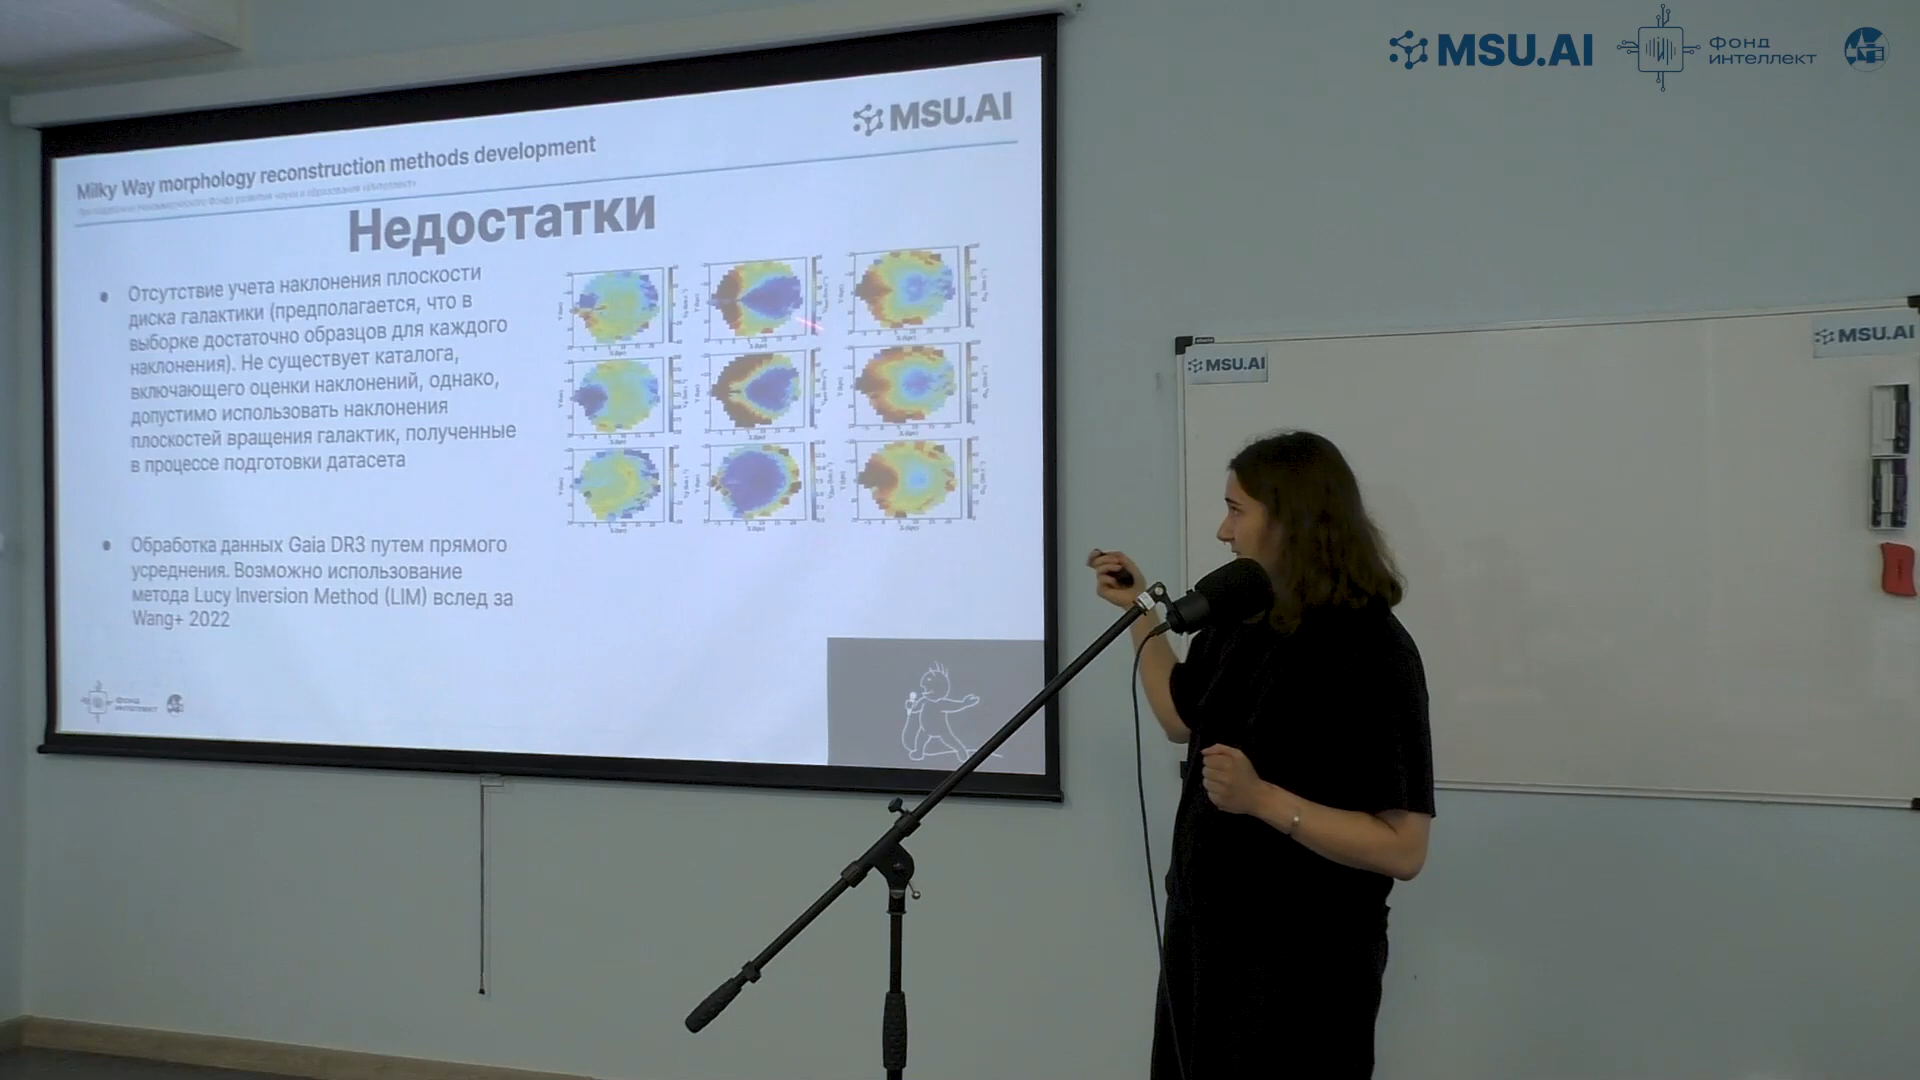 MSU.AI
Фонд
интеллект
MSU.AI
Milky Way morphology reconstruction methods development
Недостатки
Отсутствие учета наклонения плоскости
диска галактики (предполагается, что в
выборке достаточно образцов для каждого
наклонения). Не существует каталога,
включающего оценки наклонений, однако,
допустимо использовать наклонения
плоскостей вращения галактик, полученные
в процессе подготовки датасета
Обработка данных Gaia DR3 путем прямого
усреднения. Возможно использование
метода Lucy Inversion Method (LIM) вслед за
Wang+ 2022
Фонд
интеллект
MSU.AI
MSU.AI